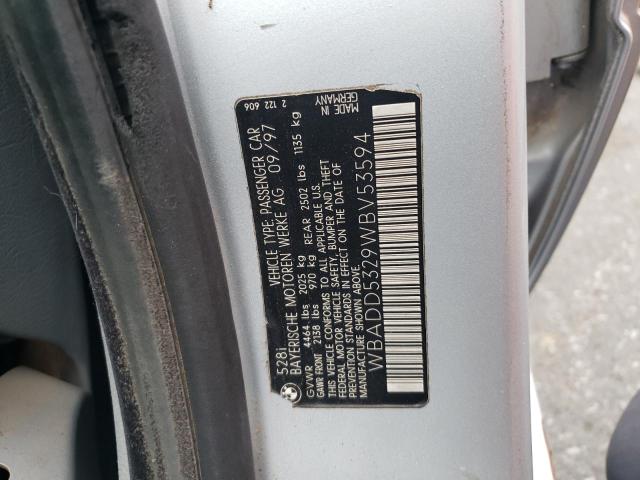 528i VEHICLE TYPE: PASSENGER CAR 2 122 606
BAYERISCHE MOTOREN WERKE AG 09/97
GVWR 4464 lbs 2025 kg
GAWR FRONT 2138 lbs 970 kg REAR 2502 lbs 1135 kg
THIS VEHICLE CONFORMS TO ALL APPLICABLE U.S.
FEDERAL MOTOR VEHICLE SAFETY, BUMPER AND THEFT
PREVENTION STANDARDS IN EFFECT ON THE DATE OF
MANUFACTURE SHOWN ABOVE.
WBADD5329WBV53594
MADE IN
GERMANY